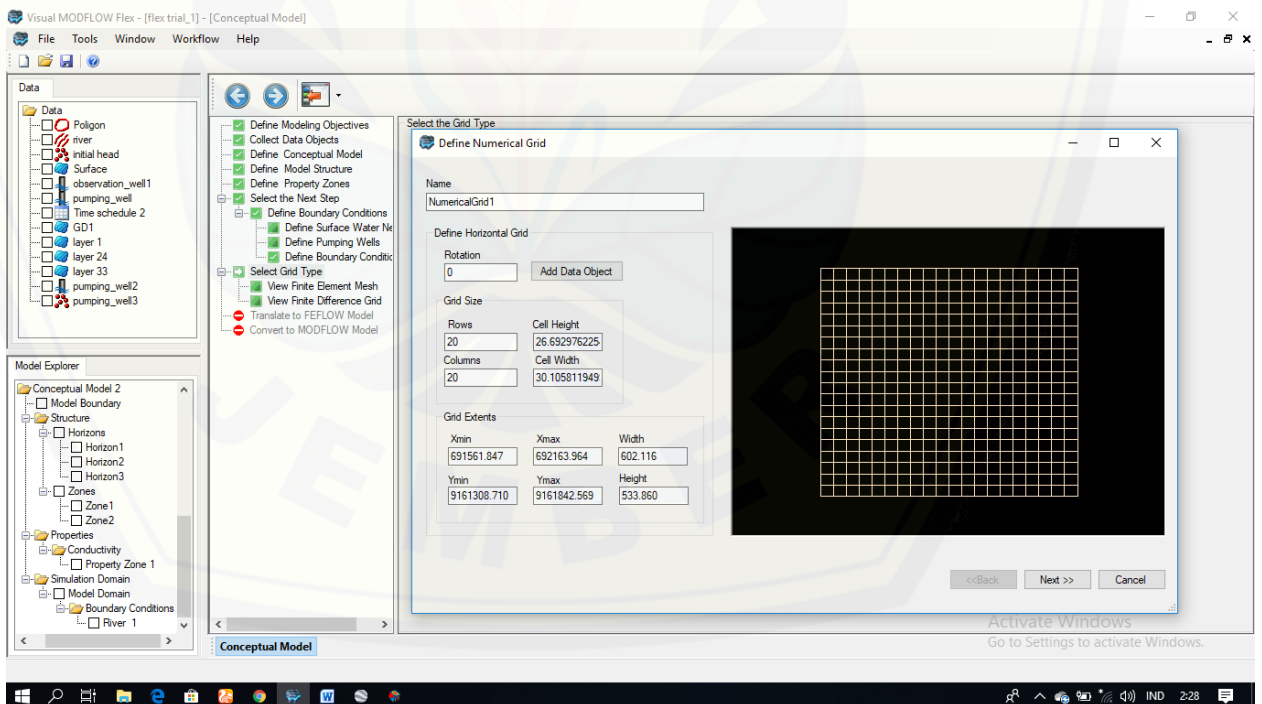 Visual MODFLOW Flex - [flex trial_1] - [Conceptual Model]
File Tools Window Workflow Help
Data
Data
Poligon
river
initial head
Surface
observation_well1
pumping_well
Time schedule 2
GD1
layer 1
layer 24
layer 33
pumping_well2
pumping_well3
Model Explorer
Conceptual Model 2
Model Boundary
Structure
Horizons
Horizon1
Horizon2
Horizon3
Zones
Zone1
Zone2
Properties
Conductivity
Property Zone 1
Simulation Domain
Model Domain
Boundary Conditions
River 1
Define Modeling Objectives
Collect Data Objects
Define Conceptual Model
Define Model Structure
Define Property Zones
Select the Next Step
Define Boundary Conditions
Define Surface Water Ne
Define Pumping Wells
Define Boundary Conditic
Select Grid Type
View Finite Element Mesh
View Finite Difference Grid
Translate to FEFLOW Model
Convert to MODFLOW Model
Conceptual Model
Select the Grid Type
Define Numerical Grid
Name
NumericalGrid1
Define Horizontal Grid
Rotation
0 Add Data Object
Grid Size
Rows Cell Height
20 26.692976225
Columns Cell Width
20 30.105811949
Grid Extents
Xmin Xmax Width
691561.847 692163.964 602.116
Ymin Ymax Height
9161308.710 9161842.569 533.860
<<Back Next >> Cancel
Activate Windows
Go to Settings to activate Windows.
JEMBER
IND 2:28